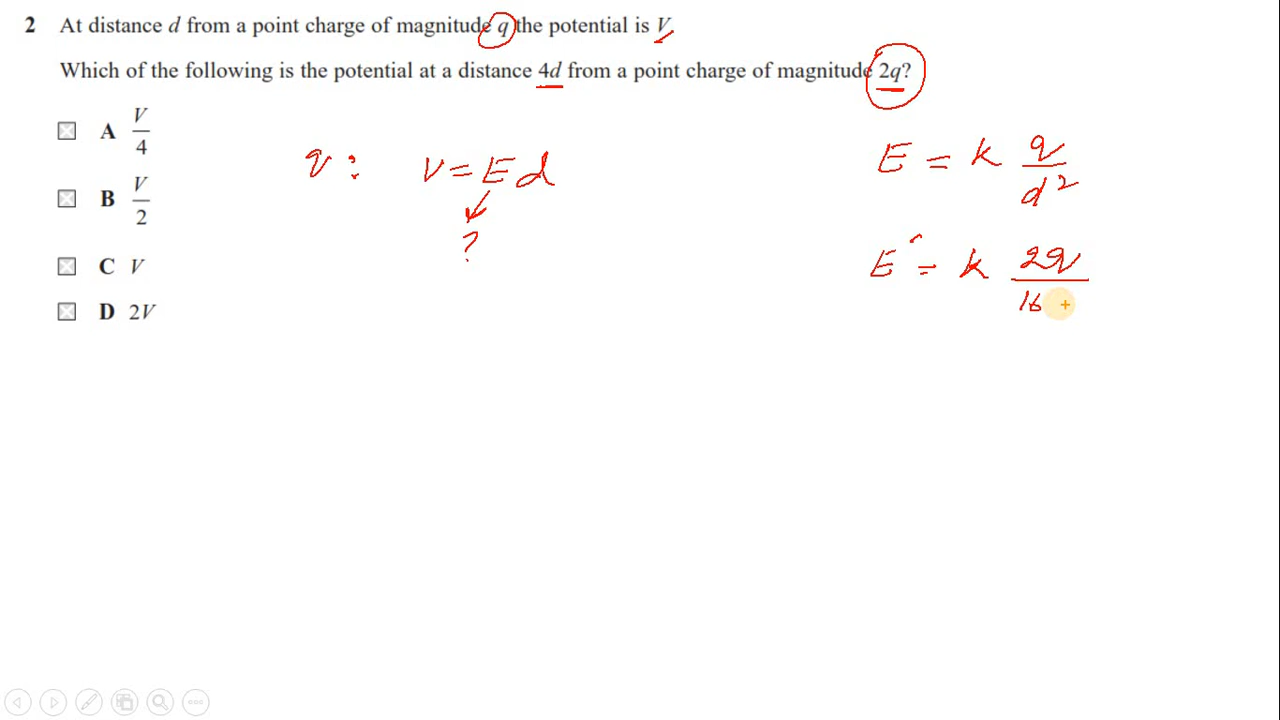 2 At distance d from a point charge of magnitude q the potential is V.
Which of the following is the potential at a distance 4d from a point charge of magnitude 2q?
A V/4
B V/2
C V
D 2V
q : V = Ed
?
E = k q/d²
E' = k 2q/16